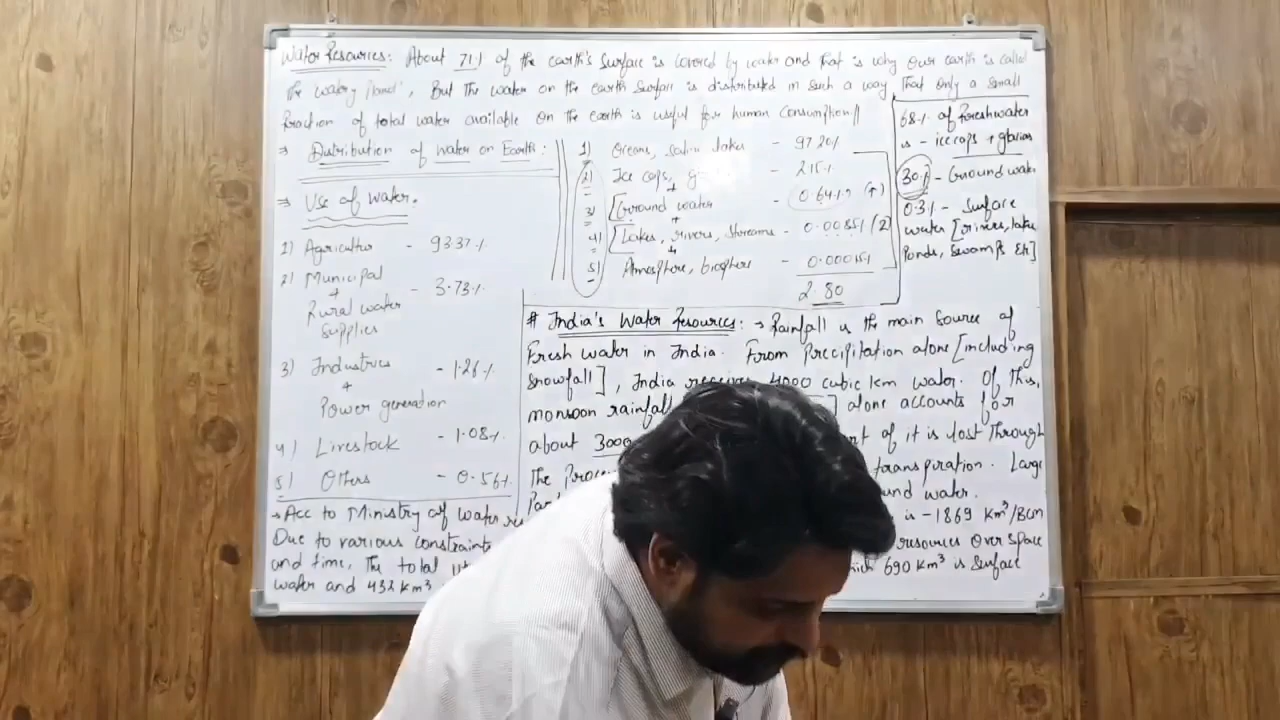 Water Resources: About 71% of the earth's surface is covered by water and that is why our earth is called
the watery planet', But the water on the earth surface is distributed in such a way That only a small
fraction of total water available on the earth is useful for human consumption//
→ Distribution of water on Earth:
1) Oceans, saline lakes - 97.20%
2) Ice caps, - 2.15%
+
3) [Ground water - 0.64% (1)
+
4) [Lakes, rivers, streams - 0.0085% (2)
+
5) Atmosphere, biosphere - 0.0001%
2.80
68% of freshwater
is - icecaps + glaciers
30% - Ground water
0.3% - surface
water [rivers, lakes
Ponds, swamps Etc]
→ Use of water.
1) Agriculture - 93.37%
2) Municipal
+
Rural water
supplies - 3.73%
3) Industries
+
Power generation - 1.26%
4) Livestock - 1.08%
5) Others - 0.56%
→ Acc to Ministry of water
Due to various constraints
and time, The total
water and 432 km³
# India's Water Resources: → Rainfall is the main source of
Fresh water in India. From Precipitation alone [including
snowfall], India receives 4000 cubic km water. Of This,
monsoon rainfall ] alone accounts for
about 3000 of it is lost Through
The transpiration. Large
water.
is - 1869 km³/BCM
resources Over space
690 km³ is surface